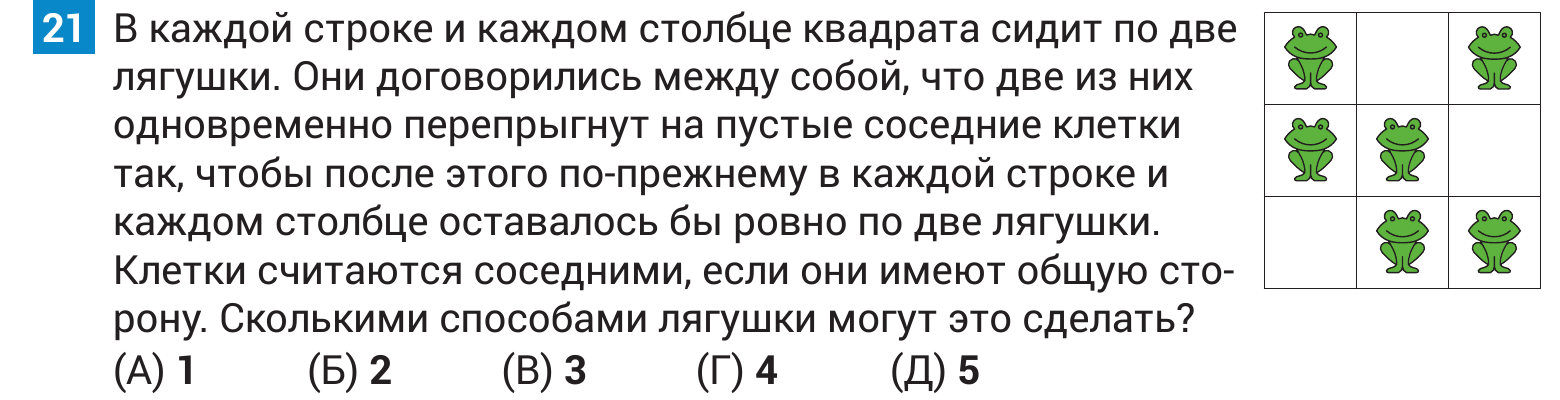 21 В каждой строке и каждом столбце квадрата сидит по две
лягушки. Они договорились между собой, что две из них
одновременно перепрыгнут на пустые соседние клетки
так, чтобы после этого по-прежнему в каждой строке и
каждом столбце оставалось бы ровно по две лягушки.
Клетки считаются соседними, если они имеют общую сто-
рону. Сколькими способами лягушки могут это сделать?
(А) 1 (Б) 2 (В) 3 (Г) 4 (Д) 5